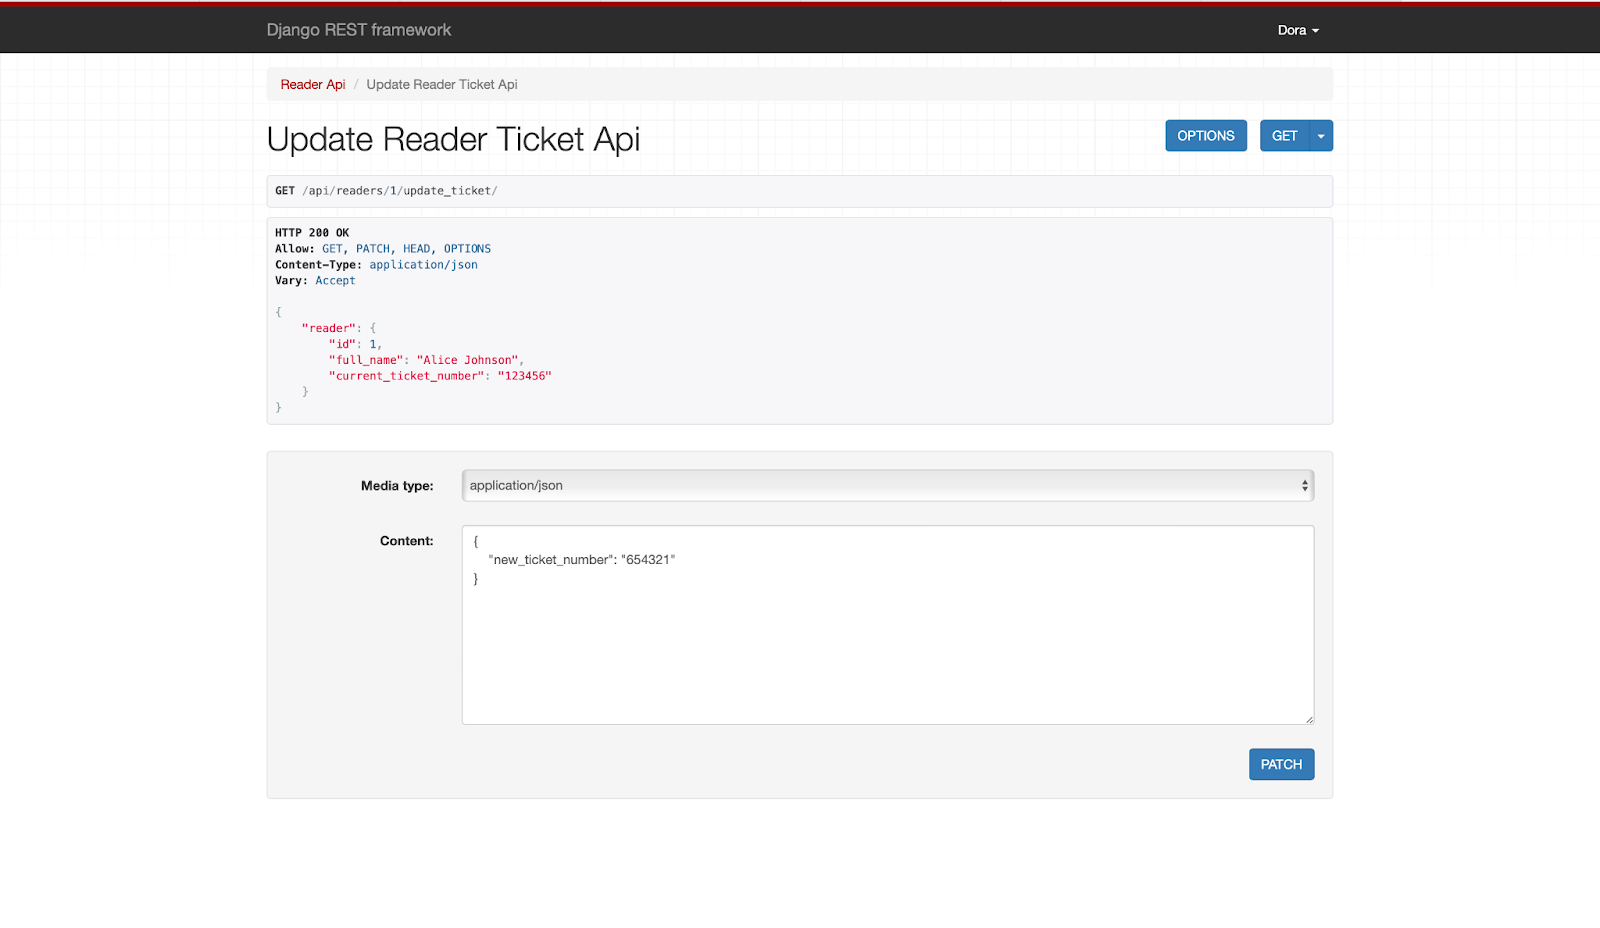 Django REST framework
Dora
Reader Api / Update Reader Ticket Api
Update Reader Ticket Api
OPTIONS
GET
GET /api/readers/1/update_ticket/
HTTP 200 OK
Allow: GET, PATCH, HEAD, OPTIONS
Content-Type: application/json
Vary: Accept
{
    "reader": {
        "id": 1,
        "full_name": "Alice Johnson",
        "current_ticket_number": "123456"
    }
}
Media type:
application/json
Content:
{
    "new_ticket_number": "654321"
}
PATCH